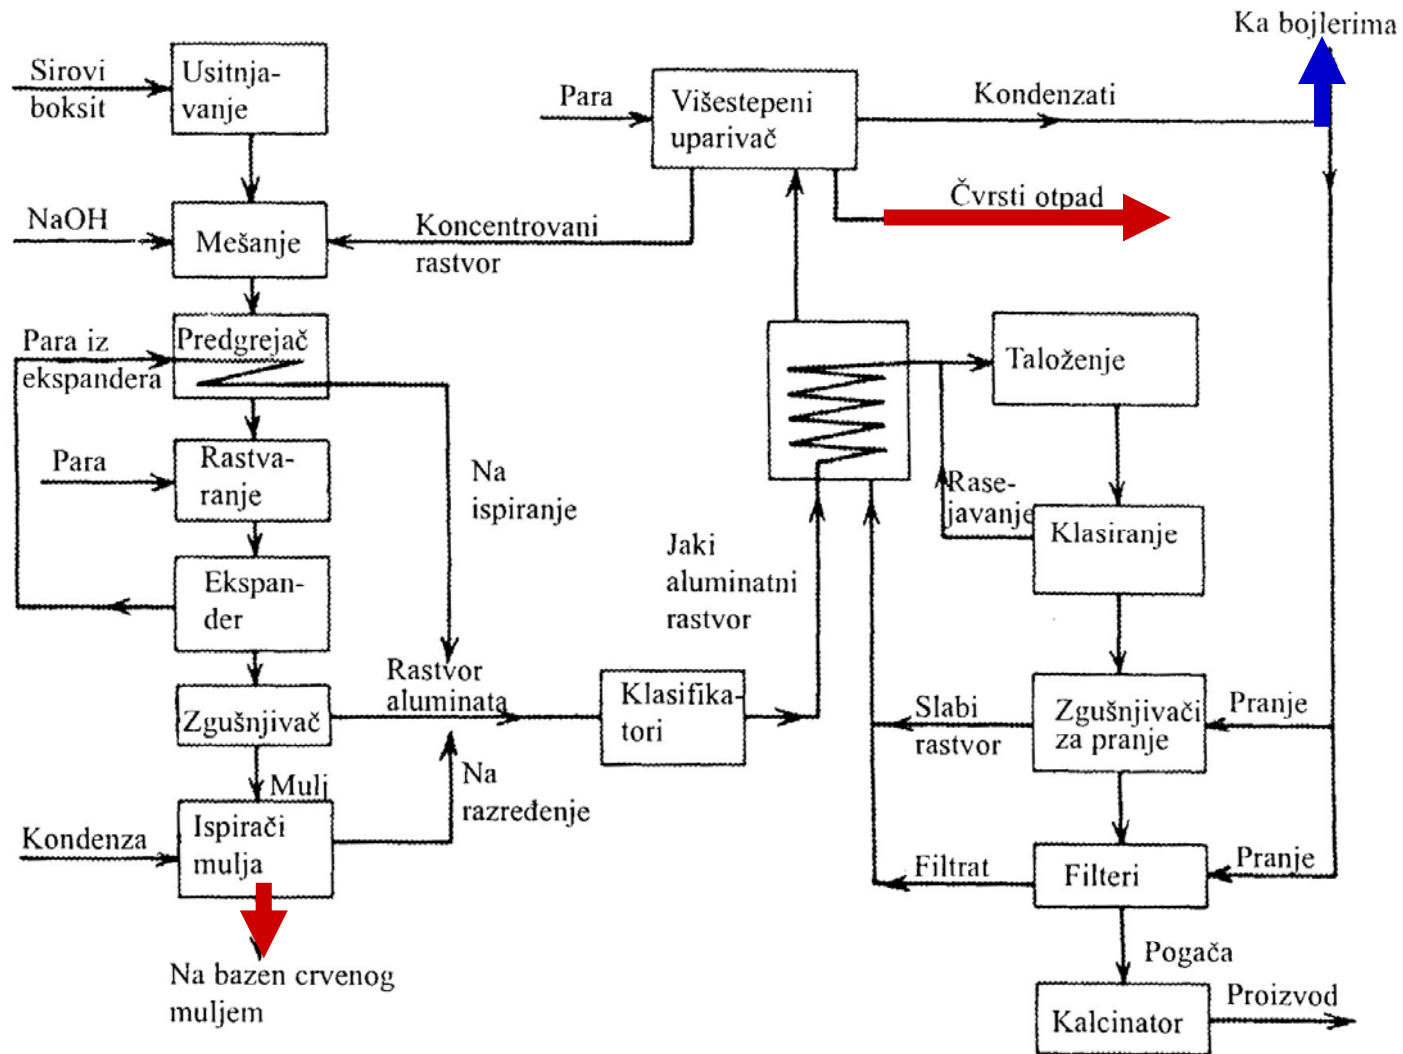 Ka bojlerima
Sirovi
boksit
Usitnja-
vanje
Para
Višestepeni
uparivač
Kondenzati
Čvrsti otpad
NaOH
Mešanje
Koncentrovani
rastvor
Para iz
ekspandera
Predgrejač
Taloženje
Para
Rastva-
ranje
Na
ispiranje
Rase-
javanje
Klasiranje
Jaki
aluminatni
rastvor
Ekspan-
der
Rastvor
aluminata
Klasifika-
tori
Slabi
rastvor
Zgušnjivači
za pranje
Pranje
Zgušnjivač
Mulj
Na
razređenje
Kondenza
Ispirači
mulja
Filtrat
Filteri
Pranje
Pogača
Na bazen crvenog
muljem
Kalcinator
Proizvod